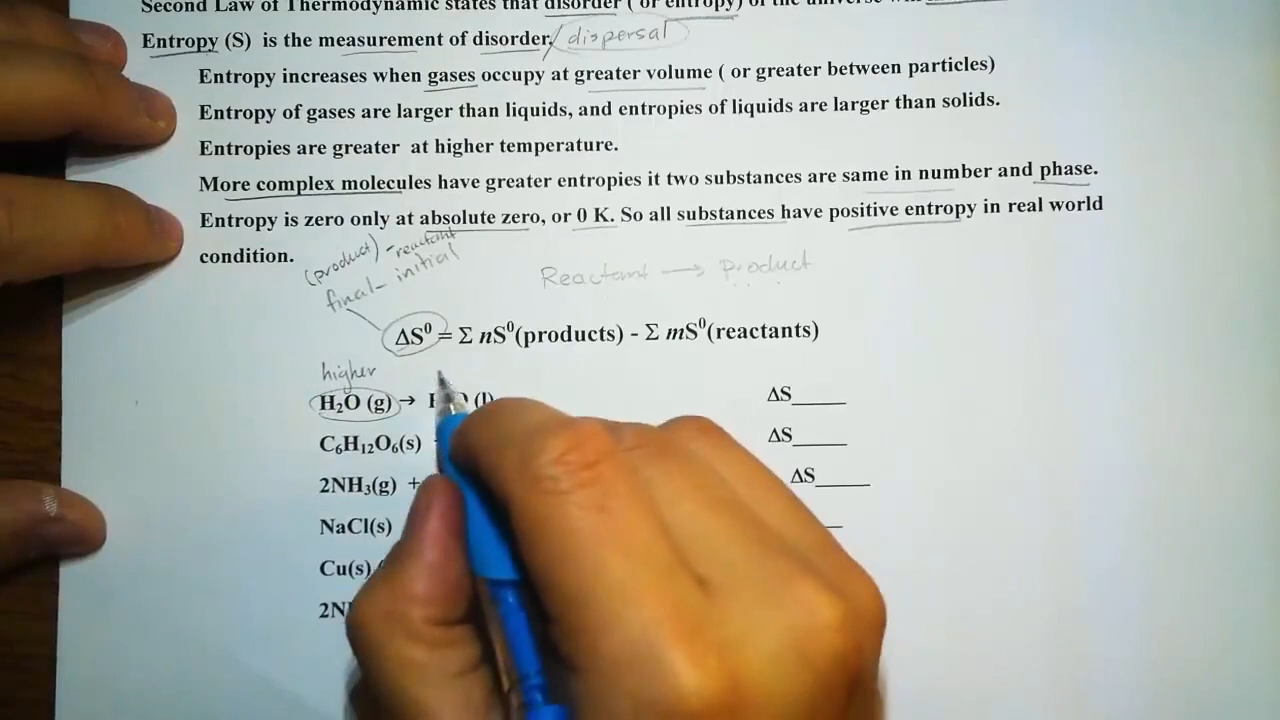 Second Law of Thermodynamic states that disorder ( or entropy) of the universe
Entropy (S) is the measurement of disorder./ dispersal
Entropy increases when gases occupy at greater volume ( or greater between particles)
Entropy of gases are larger than liquids, and entropies of liquids are larger than solids.
Entropies are greater at higher temperature.
More complex molecules have greater entropies it two substances are same in number and phase.
Entropy is zero only at absolute zero, or 0 K. So all substances have positive entropy in real world
condition.
(product) - reactant
final - initial
Reactant → product
ΔS⁰ = Σ nS⁰(products) - Σ mS⁰(reactants)
higher
H₂O (g) → (l) ΔS_____
C₆H₁₂O₆(s) ΔS_____
2NH₃(g) + ΔS_____
NaCl(s)
Cu(s)